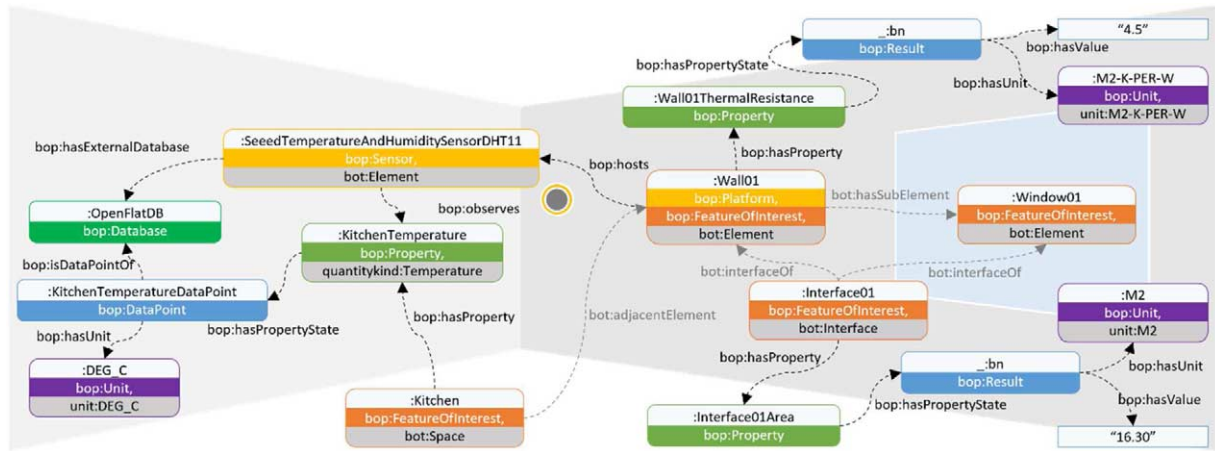 _:bn
bop:Result
"4.5"
bop:hasValue
bop:hasPropertyState
bop:hasUnit
:M2-K-PER-W
bop:Unit,
unit:M2-K-PER-W
:Wall01ThermalResistance
bop:Property
bop:hasExternalDatabase
:SeeedTemperatureAndHumiditySensorDHT11
bop:Sensor,
bot:Element
bop:hosts
bop:hasProperty
:Wall01
bop:Platform,
bop:FeatureOfInterest,
bot:Element
bot:hasSubElement
:Window01
bop:FeatureOfInterest,
bot:Element
:OpenFlatDB
bop:Database
bop:observes
:KitchenTemperature
bop:Property,
quantitykind:Temperature
bop:isDataPointOf
:KitchenTemperatureDataPoint
bop:DataPoint
bop:hasPropertyState
bop:hasUnit
:DEG_C
bop:Unit,
unit:DEG_C
bop:hasProperty
bot:adjacentElement
:Kitchen
bop:FeatureOfInterest,
bot:Space
bot:interfaceOf
bot:interfaceOf
:Interface01
bop:FeatureOfInterest,
bot:Interface
bop:hasProperty
:M2
bop:Unit,
unit:M2
_:bn
bop:Result
bop:hasUnit
bop:hasPropertyState
bop:hasValue
:Interface01Area
bop:Property
"16.30"